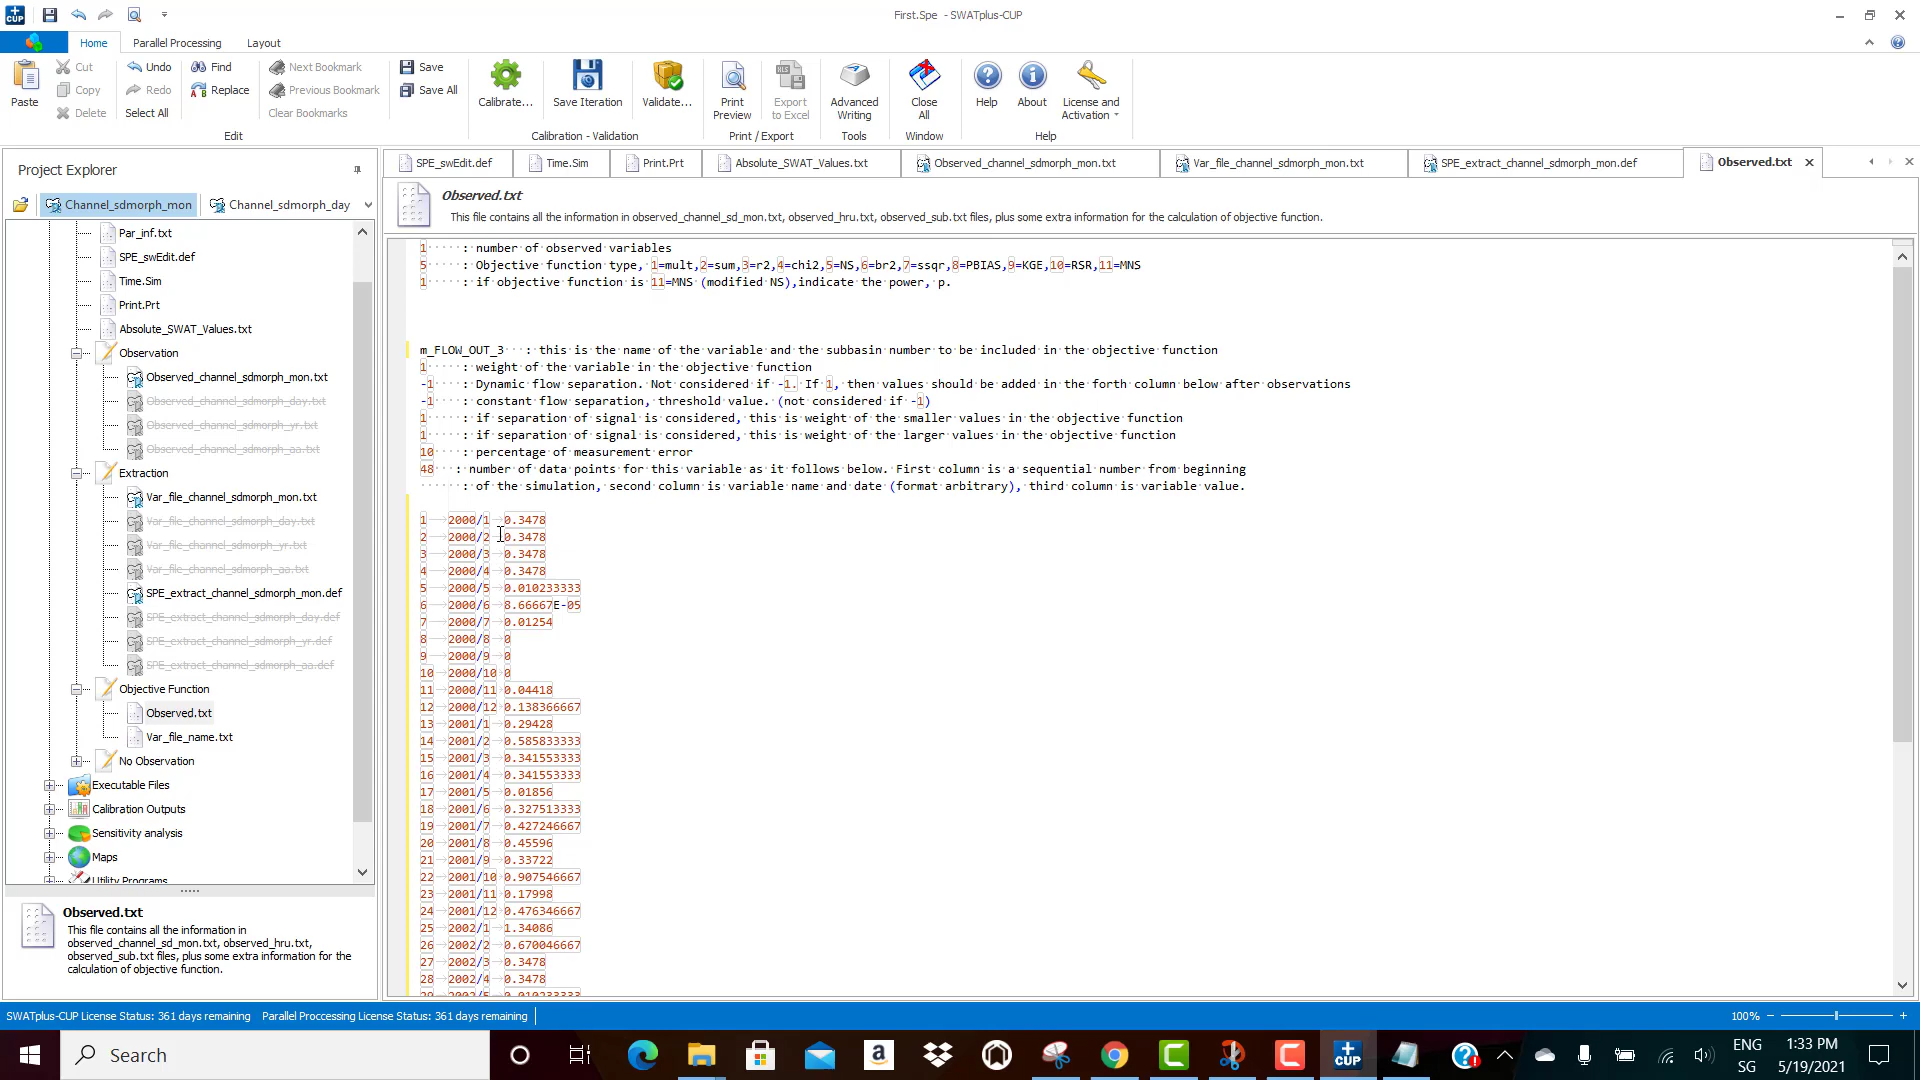 First.Spe - SWATplus-CUP
Home Parallel Processing Layout
Paste
Cut
Copy
Delete
Undo
Redo
Select All
Find
Replace
Next Bookmark
Previous Bookmark
Clear Bookmarks
Save
Save All
Edit
Calibrate...
Save Iteration
Validate...
Calibration - Validation
Print Preview
Export to Excel
Print / Export
Advanced Writing
Tools
Close All
Window
Help
About
License and Activation
Help
Project Explorer
Channel_sdmorph_mon Channel_sdmorph_day
Par_inf.txt
SPE_swEdit.def
Time.Sim
Print.Prt
Absolute_SWAT_Values.txt
Observation
Observed_channel_sdmorph_mon.txt
Observed_channel_sdmorph_day.txt
Observed_channel_sdmorph_yr.txt
Observed_channel_sdmorph_aa.txt
Extraction
Var_file_channel_sdmorph_mon.txt
Var_file_channel_sdmorph_day.txt
Var_file_channel_sdmorph_yr.txt
Var_file_channel_sdmorph_aa.txt
SPE_extract_channel_sdmorph_mon.def
SPE_extract_channel_sdmorph_day.def
SPE_extract_channel_sdmorph_yr.def
SPE_extract_channel_sdmorph_aa.def
Objective Function
Observed.txt
Var_file_name.txt
No Observation
Executable Files
Calibration Outputs
Sensitivity analysis
Maps
Utility Programs
Observed.txt
This file contains all the information in
observed_channel_sd_mon.txt, observed_hru.txt,
observed_sub.txt files, plus some extra information for the
calculation of objective function.
SPE_swEdit.def Time.Sim Print.Prt Absolute_SWAT_Values.txt Observed_channel_sdmorph_mon.txt Var_file_channel_sdmorph_mon.txt SPE_extract_channel_sdmorph_mon.def Observed.txt
Observed.txt
This file contains all the information in observed_channel_sd_mon.txt, observed_hru.txt, observed_sub.txt files, plus some extra information for the calculation of objective function.
1 : number of observed variables
5 : Objective function type, 1=mult,2=sum,3=r2,4=chi2,5=NS,6=br2,7=ssqr,8=PBIAS,9=KGE,10=RSR,11=MNS
1 : if objective function is 11=MNS (modified NS),indicate the power, p.
m_FLOW_OUT_3 : this is the name of the variable and the subbasin number to be included in the objective function
1 : weight of the variable in the objective function
-1 : Dynamic flow separation. Not considered if -1. If 1, then values should be added in the forth column below after observations
-1 : constant flow separation, threshold value. (not considered if -1)
1 : if separation of signal is considered, this is weight of the smaller values in the objective function
1 : if separation of signal is considered, this is weight of the larger values in the objective function
10 : percentage of measurement error
48 : number of data points for this variable as it follows below. First column is a sequential number from beginning
: of the simulation, second column is variable name and date (format arbitrary), third column is variable value.
1 2000/1 0.3478
2 2000/2 0.3478
3 2000/3 0.3478
4 2000/4 0.3478
5 2000/5 0.010233333
6 2000/6 8.66667E-05
7 2000/7 0.01254
8 2000/8 0
9 2000/9 0
10 2000/10 0
11 2000/11 0.04418
12 2000/12 0.138366667
13 2001/1 0.29428
14 2001/2 0.585833333
15 2001/3 0.341553333
16 2001/4 0.341553333
17 2001/5 0.01856
18 2001/6 0.327513333
19 2001/7 0.427246667
20 2001/8 0.45596
21 2001/9 0.33722
22 2001/10 0.907546667
23 2001/11 0.17998
24 2001/12 0.476346667
25 2002/1 1.34086
26 2002/2 0.670046667
27 2002/3 0.3478
28 2002/4 0.3478
29 2002/5 0.010233333
SWATplus-CUP License Status: 361 days remaining Parallel Proccessing License Status: 361 days remaining 100%
Search
ENG
SG
1:33 PM
5/19/2021